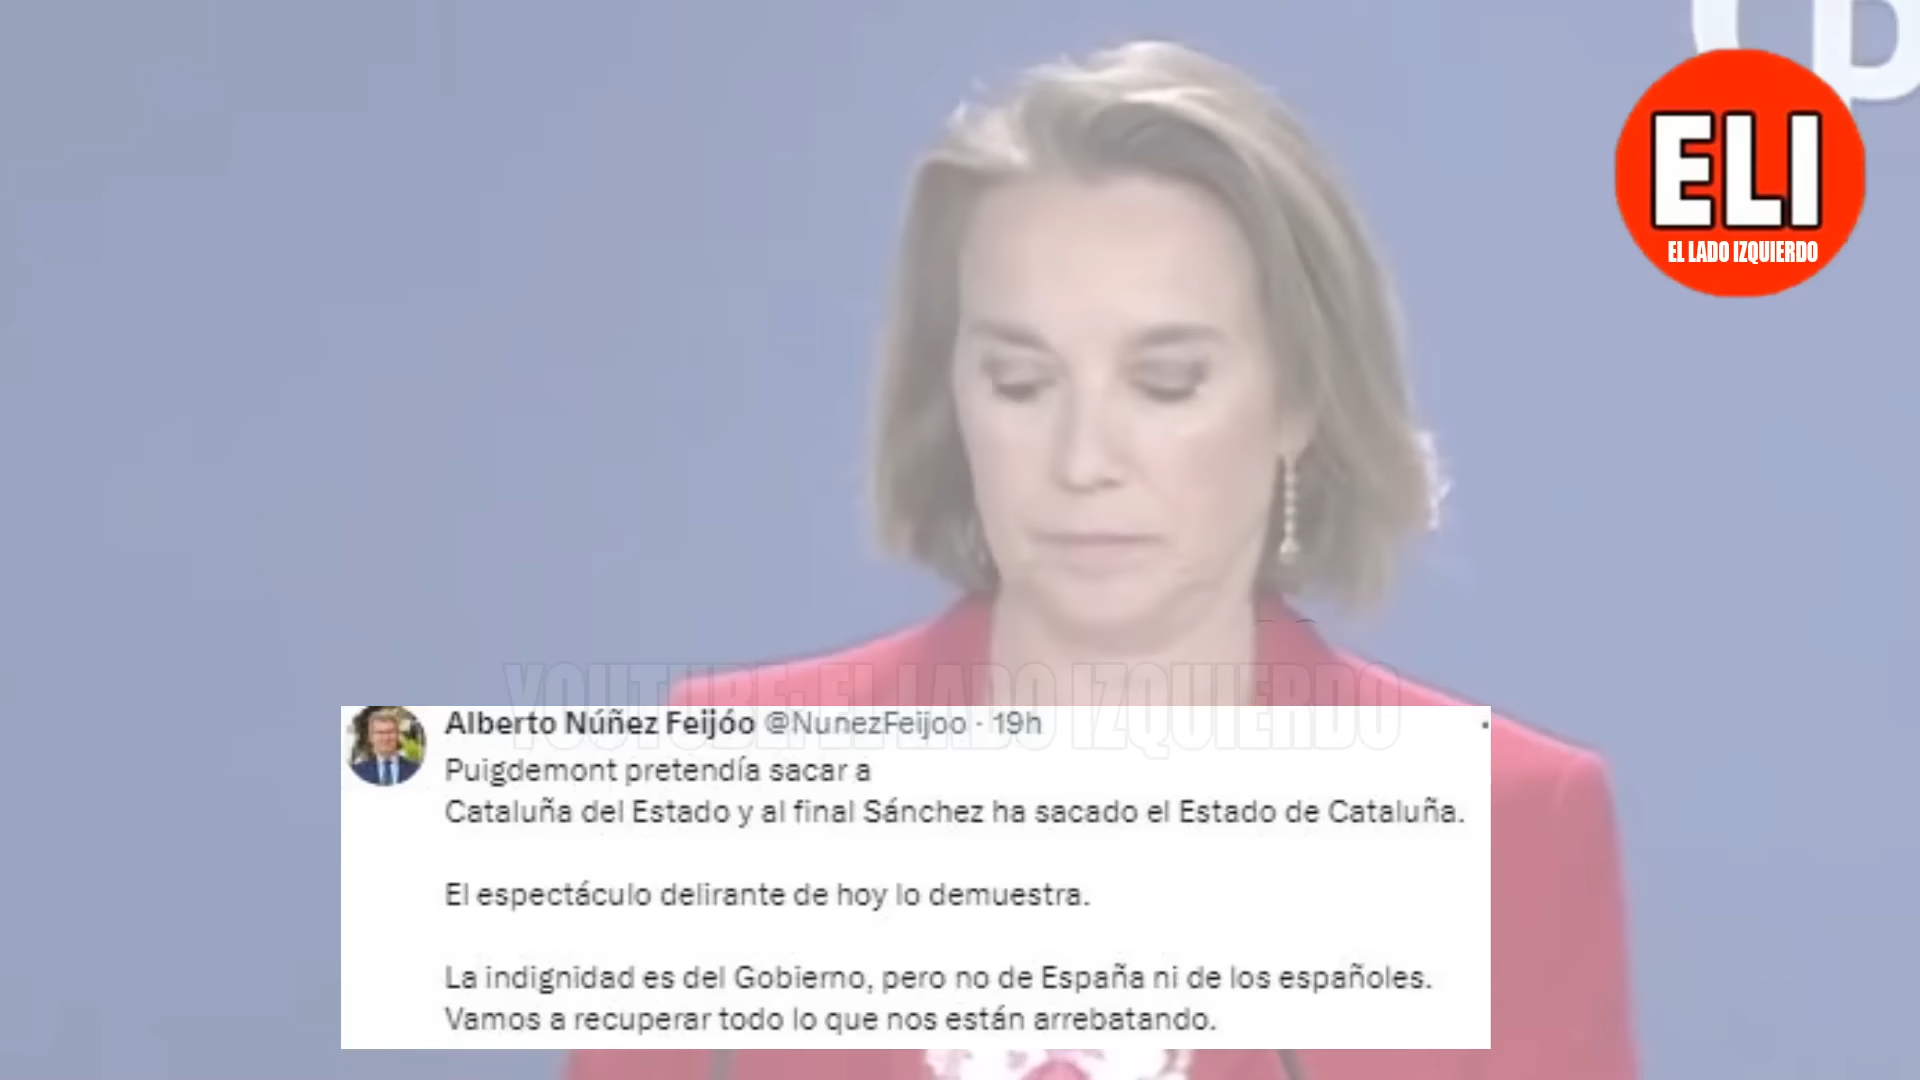 ELI
EL LADO IZQUIERDO
YOUTUBE: EL LADO IZQUIERDO
Alberto Núñez Feijóo @NunezFeijoo · 19h
Puigdemont pretendía sacar a
Cataluña del Estado y al final Sánchez ha sacado el Estado de Cataluña.
El espectáculo delirante de hoy lo demuestra.
La indignidad es del Gobierno, pero no de España ni de los españoles.
Vamos a recuperar todo lo que nos están arrebatando.